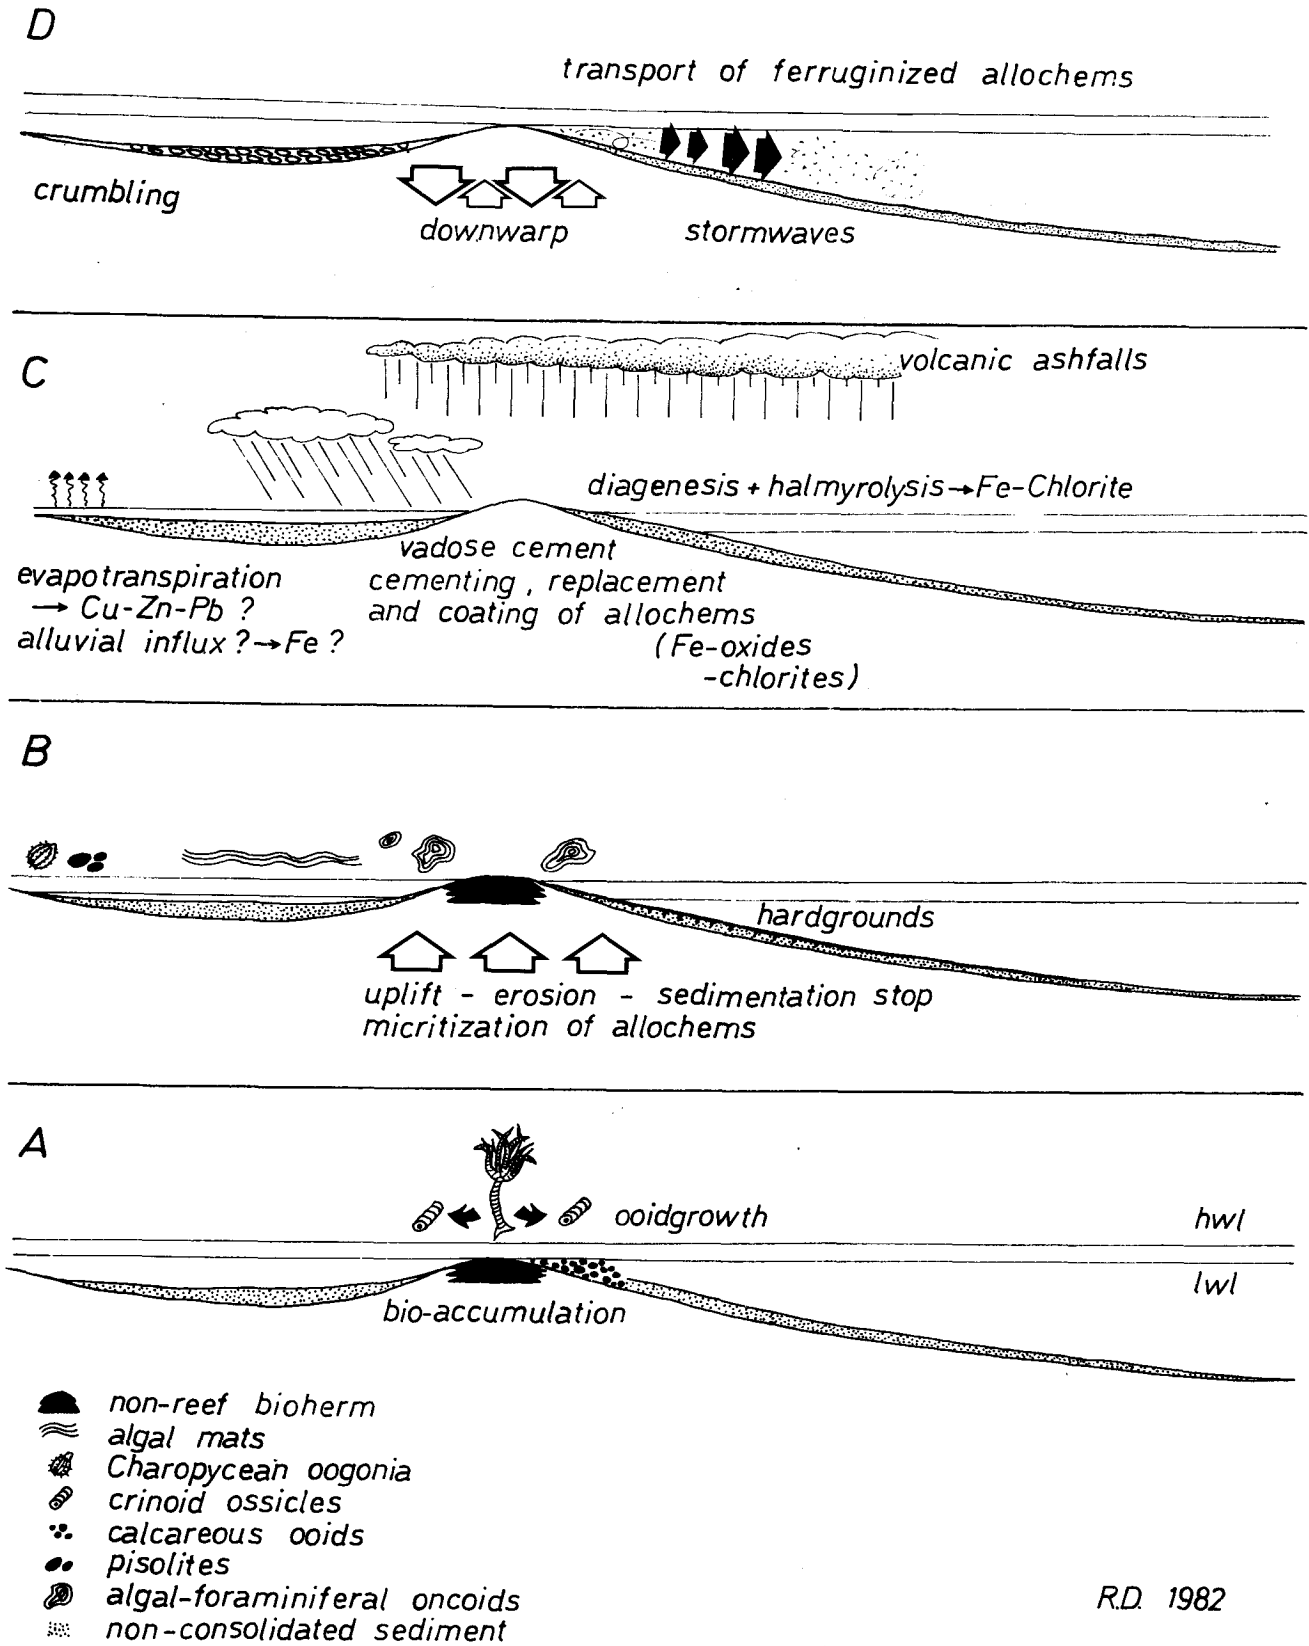 D
transport of ferruginized allochems
crumbling
downwarp
stormwaves
C
volcanic ashfalls
diagenesis + halmyrolysis→Fe-Chlorite
vadose cement
cementing, replacement
and coating of allochems
(Fe-oxides
-chlorites)
evapotranspiration
→ Cu-Zn-Pb ?
alluvial influx ?→Fe ?
B
hardgrounds
uplift - erosion - sedimentation stop
micritization of allochems
A
ooidgrowth
hwl
lwl
bio-accumulation
non-reef bioherm
algal mats
Charopycean oogonia
crinoid ossicles
calcareous ooids
pisolites
algal-foraminiferal oncoids
non-consolidated sediment
R.D. 1982